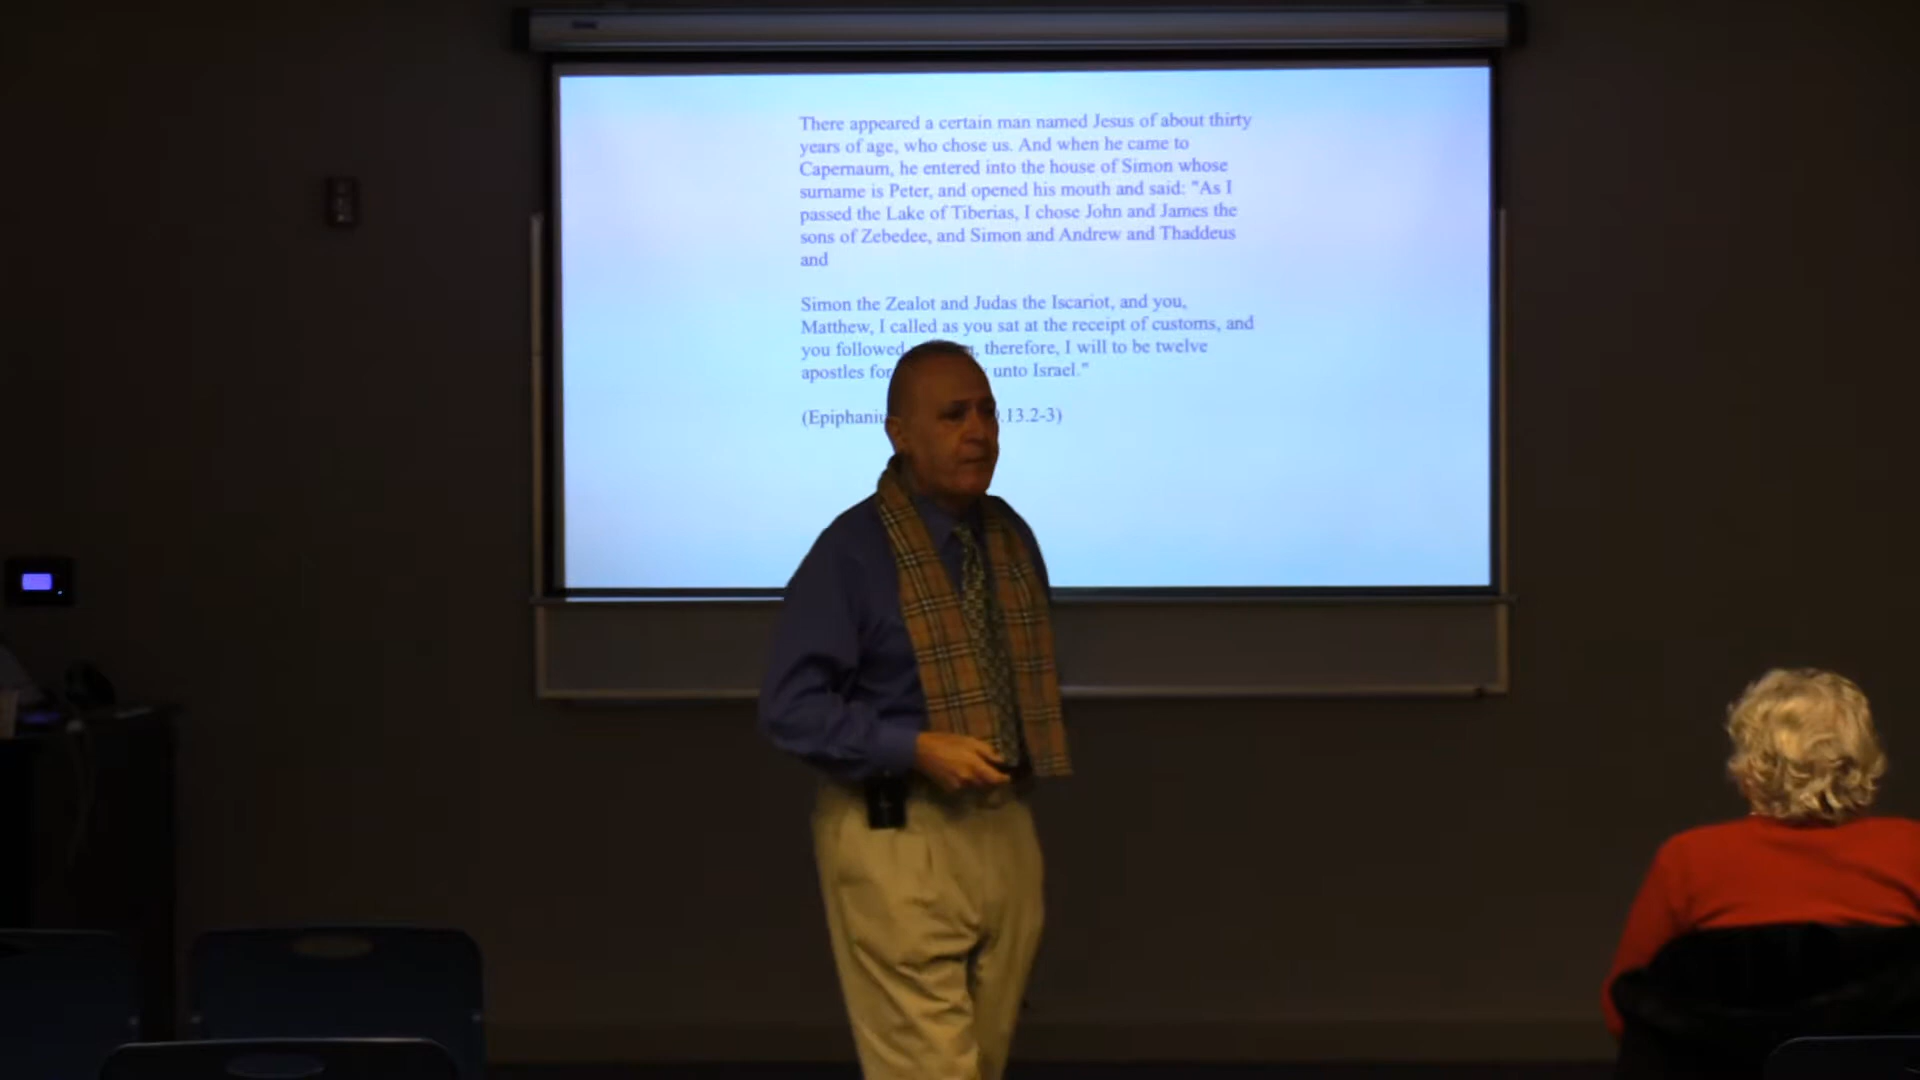 There appeared a certain man named Jesus of about thirty
years of age, who chose us. And when he came to
Capernaum, he entered into the house of Simon whose
surname is Peter, and opened his mouth and said: "As I
passed the Lake of Tiberias, I chose John and James the
sons of Zebedee, and Simon and Andrew and Thaddeus
and
Simon the Zealot and Judas the Iscariot, and you,
Matthew, I called as you sat at the receipt of customs, and
you followed therefore, I will to be twelve
apostles for unto Israel."
.13.2-3)